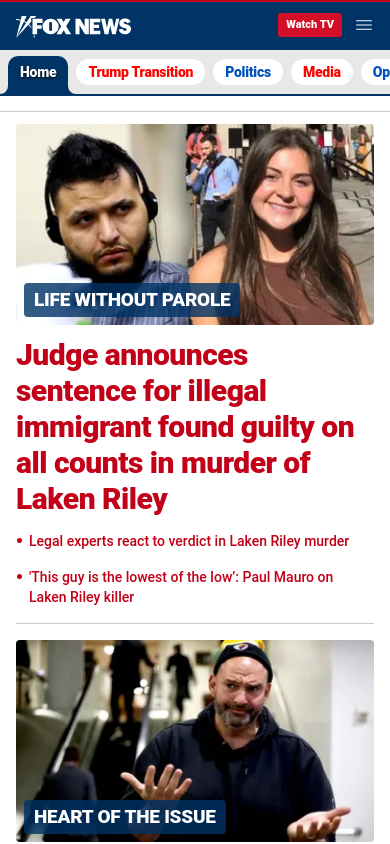 FOX NEWS
Watch TV
Home
Trump Transition
Politics
Media
Op
LIFE WITHOUT PAROLE
Judge announces
sentence for illegal
immigrant found guilty on
all counts in murder of
Laken Riley
• Legal experts react to verdict in Laken Riley murder
• 'This guy is the lowest of the low’: Paul Mauro on
Laken Riley killer
HEART OF THE ISSUE